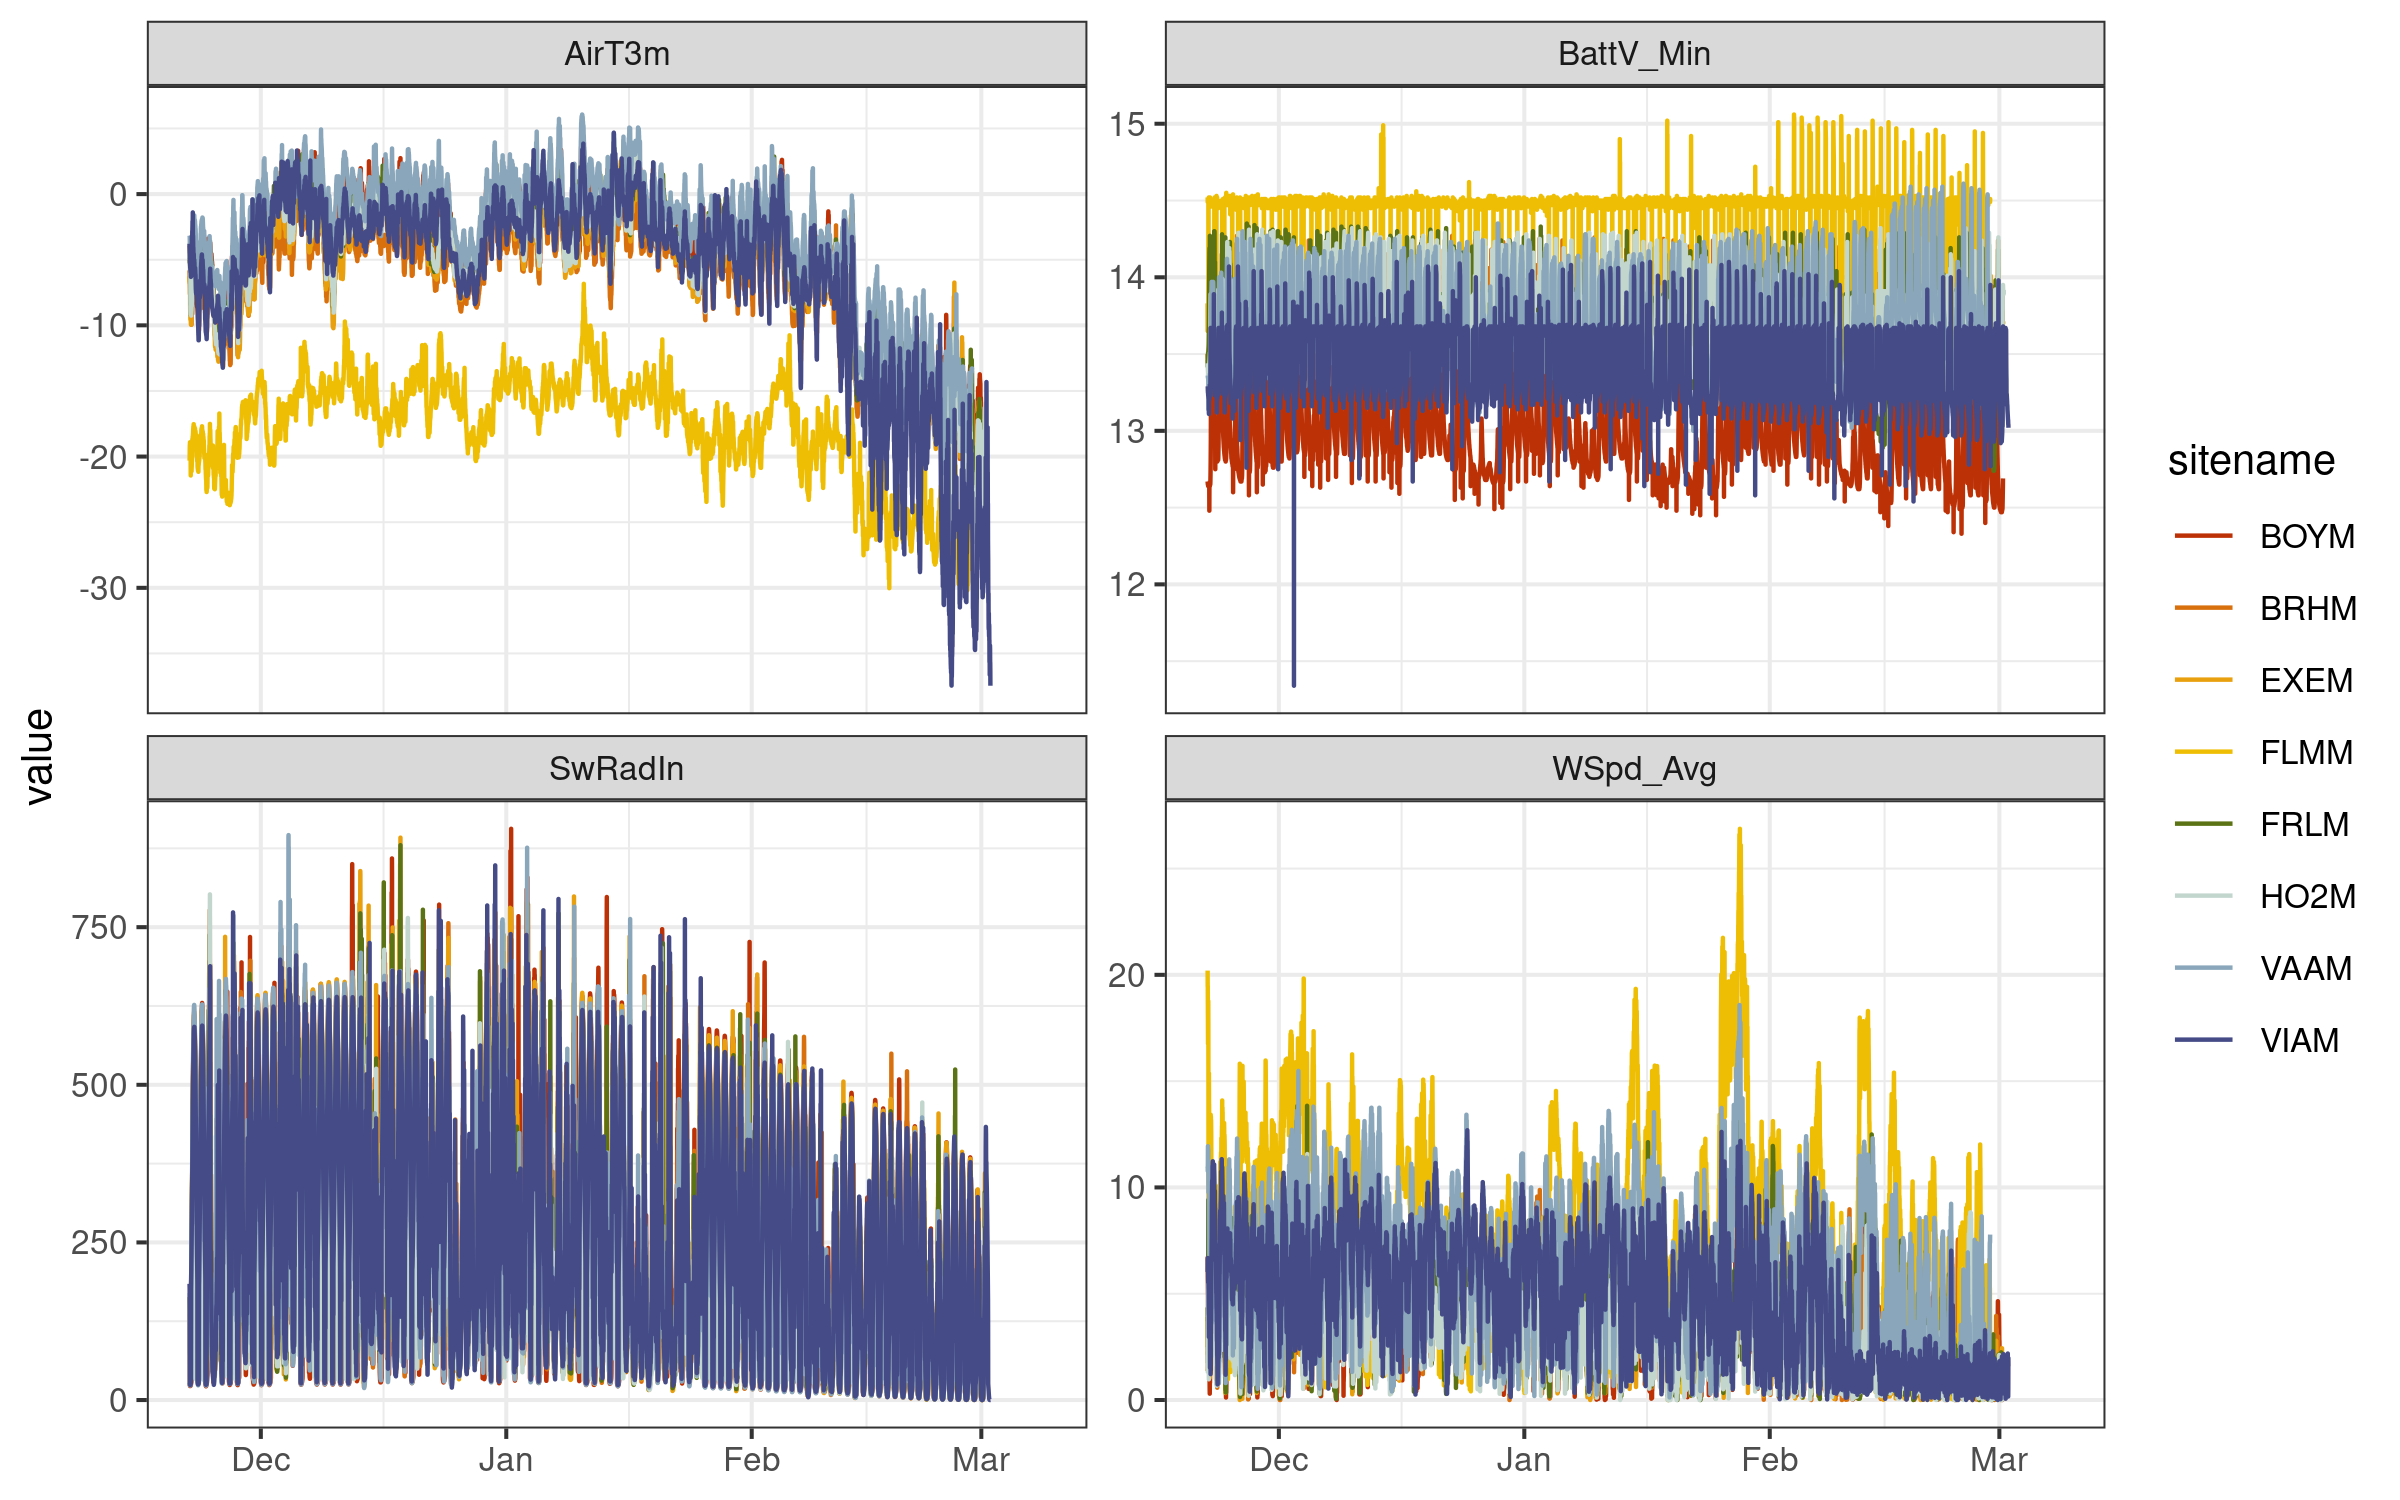 AirT3m
BattV_Min
0
-10
-20
-30
15
14
13
12
value
SwRadIn
WSpd_Avg
750
500
250
0
20
10
0
Dec Jan Feb Mar
Dec Jan Feb Mar
sitename
BOYM
BRHM
EXEM
FLMM
FRLM
HO2M
VAAM
VIAM